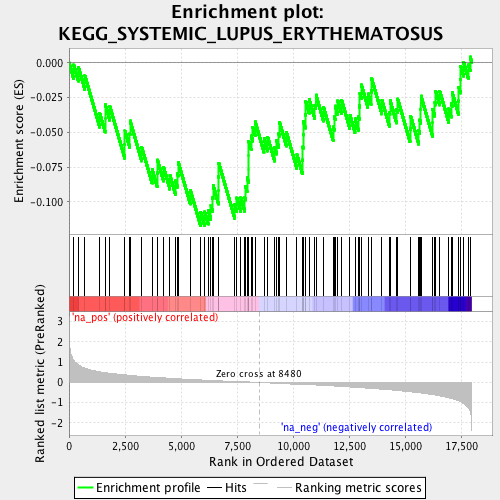 Enrichment plot:
KEGG_SYSTEMIC_LUPUS_ERYTHEMATOSUS
Enrichment score (ES)
0.000
-0.025
-0.050
-0.075
-0.100
Ranked list metric (PreRanked)
'na_pos' (positively correlated)
3
2
1
0
-1
-2
Zero cross at 8480
'na_neg' (negatively correlated)
0
2,500
5,000
7,500
10,000
12,500
15,000
17,500
Rank in Ordered Dataset
Enrichment profile
Hits
Ranking metric scores